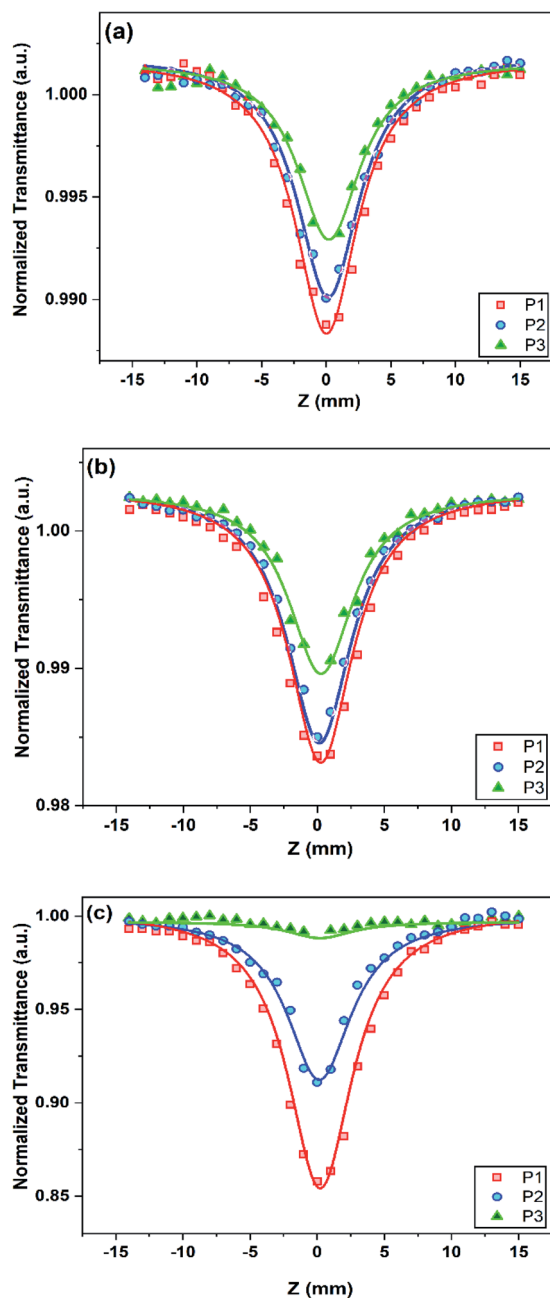 (a)
Normalized Transmittance (a.u.)
1.000
0.995
0.990
P1
P2
P3
-15 -10 -5 0 5 10 15
Z (mm)
(b)
Normalized Transmittance (a.u.)
1.00
0.99
0.98
P1
P2
P3
-15 -10 -5 0 5 10 15
Z (mm)
(c)
Normalized Transmittance (a.u.)
1.00
0.95
0.90
0.85
P1
P2
P3
-15 -10 -5 0 5 10 15
Z (mm)